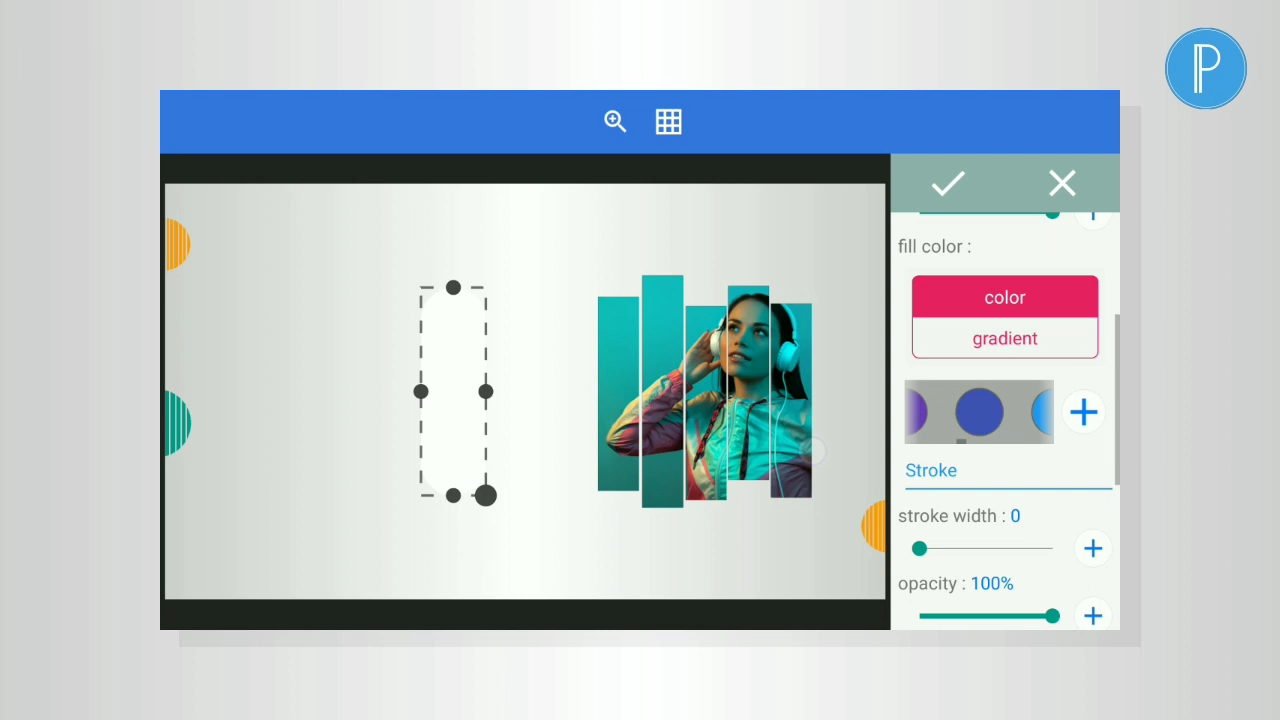 P
fill color :
color
gradient
Stroke
stroke width : 0
opacity : 100%